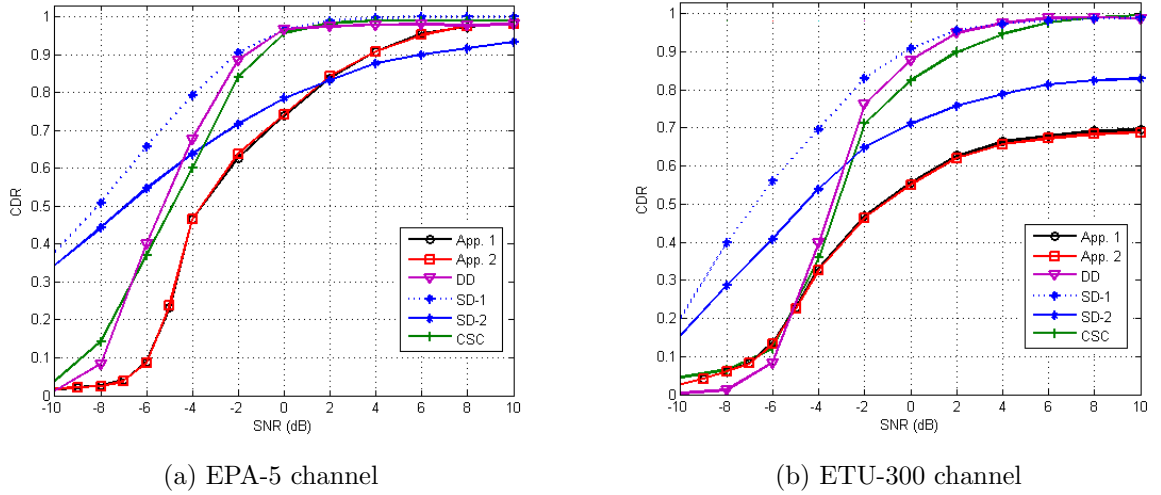 1
0.9
0.8
0.7
0.6
0.5
0.4
0.3
0.2
0.1
0
CDR
-10 -8 -6 -4 -2 0 2 4 6 8 10
SNR (dB)
App. 1
App. 2
DD
SD-1
SD-2
CSC
(a) EPA-5 channel
1
0.9
0.8
0.7
0.6
0.5
0.4
0.3
0.2
0.1
0
CDR
-10 -8 -6 -4 -2 0 2 4 6 8 10
SNR (dB)
App. 1
App. 2
DD
SD-1
SD-2
CSC
(b) ETU-300 channel